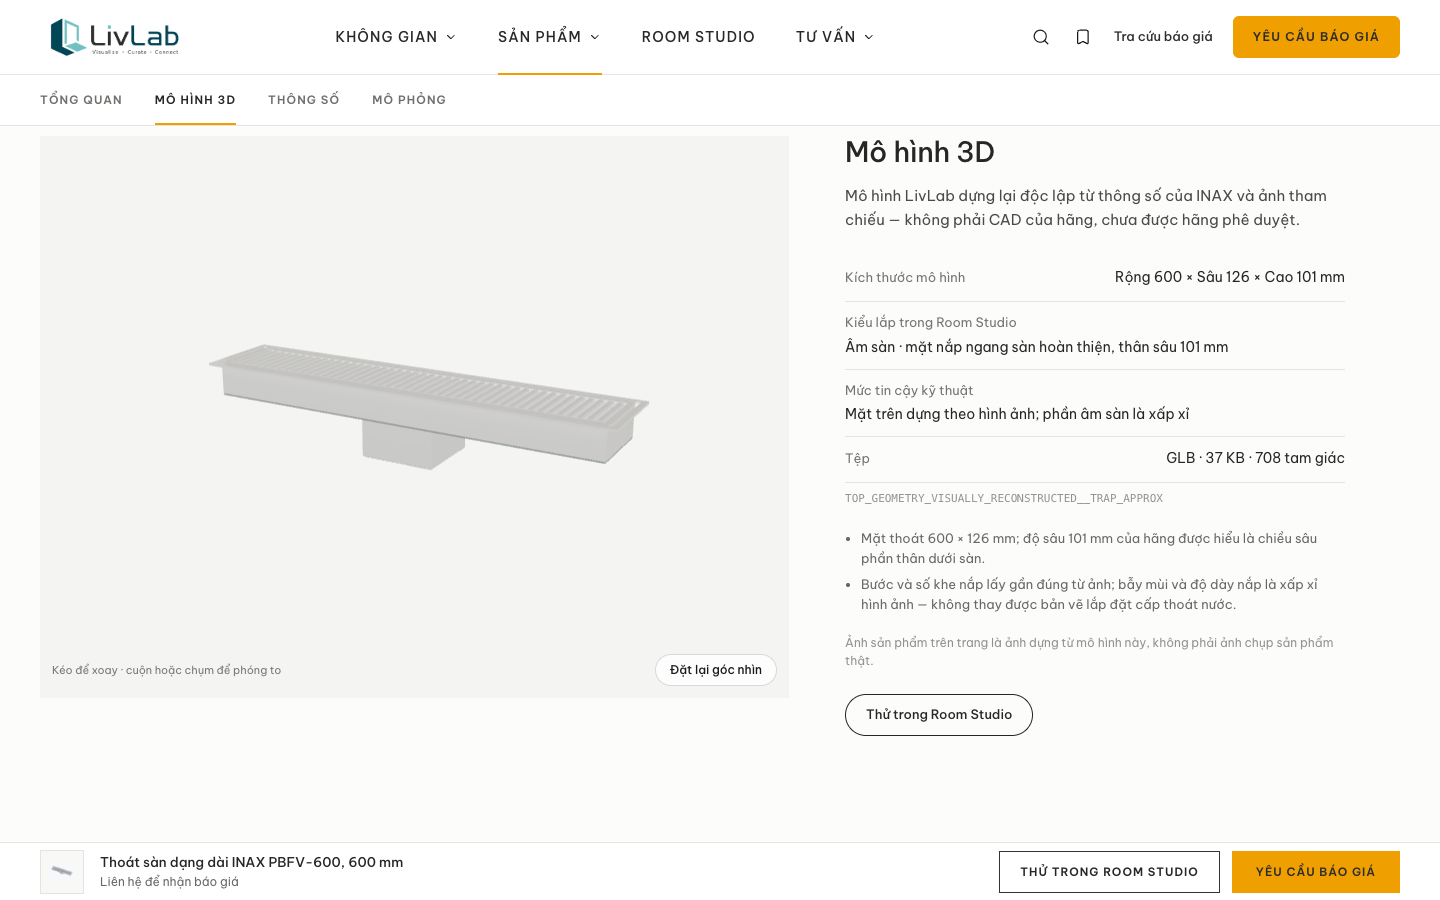 LivLab
Visualize - Curate - Connect
KHÔNG GIAN
SẢN PHẨM
ROOM STUDIO
TƯ VẤN
Tra cứu báo giá
YÊU CẦU BÁO GIÁ
TỔNG QUAN
MÔ HÌNH 3D
THÔNG SỐ
MÔ PHỎNG
Kéo để xoay · cuộn hoặc chụm để phóng to
Đặt lại góc nhìn
Mô hình 3D
Mô hình LivLab dựng lại độc lập từ thông số của INAX và ảnh tham
chiếu — không phải CAD của hãng, chưa được hãng phê duyệt.
Kích thước mô hình
Rộng 600 × Sâu 126 × Cao 101 mm
Kiểu lắp trong Room Studio
Âm sàn · mặt nắp ngang sàn hoàn thiện, thân sâu 101 mm
Mức tin cậy kỹ thuật
Mặt trên dựng theo hình ảnh; phần âm sàn là xấp xỉ
Tệp
GLB · 37 KB · 708 tam giác
TOP_GEOMETRY_VISUALLY_RECONSTRUCTED__TRAP_APPROX
• Mặt thoát 600 × 126 mm; độ sâu 101 mm của hãng được hiểu là chiều sâu
phần thân dưới sàn.
• Bước và số khe nắp lấy gần đúng từ ảnh; bẫy mùi và độ dày nắp là xấp xỉ
hình ảnh — không thay được bản vẽ lắp đặt cấp thoát nước.
Ảnh sản phẩm trên trang là ảnh dựng từ mô hình này, không phải ảnh chụp sản phẩm
thật.
Thử trong Room Studio
Thoát sàn dạng dài INAX PBFV-600, 600 mm
Liên hệ để nhận báo giá
THỬ TRONG ROOM STUDIO
YÊU CẦU BÁO GIÁ